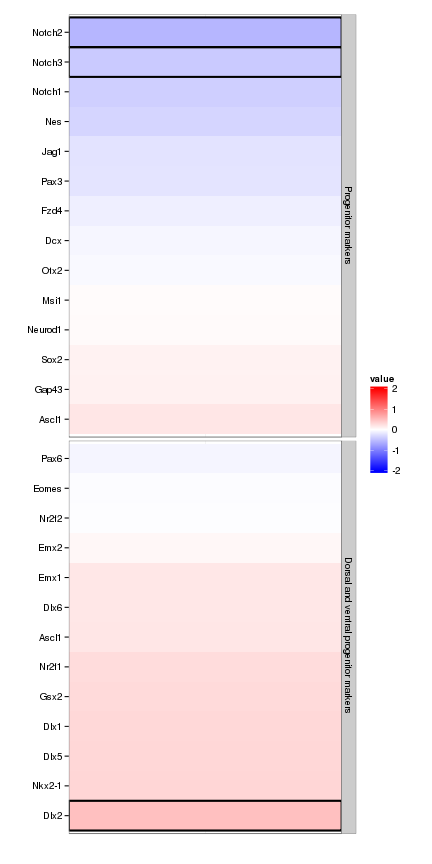 Notch2
Notch3
Notch1
Nes
Jag1
Pax3
Fzd4
Dcx
Otx2
Msi1
Neurod1
Sox2
Gap43
Ascl1
Progenitor markers
value
2
1
0
-1
-2
Pax6
Eomes
Nr2f2
Emx2
Emx1
Dlx6
Ascl1
Nr2f1
Gsx2
Dlx1
Dlx5
Nkx2-1
Dlx2
Dorsal and ventral progenitor markers